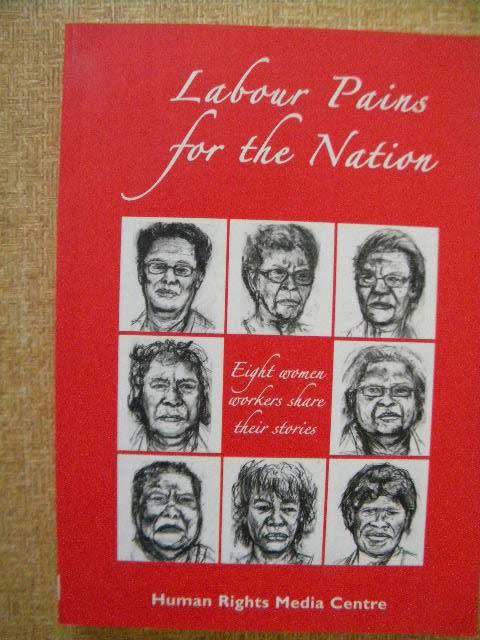 Labour Pains
for the Nation
Eight women
workers share
their stories
Human Rights Media Centre